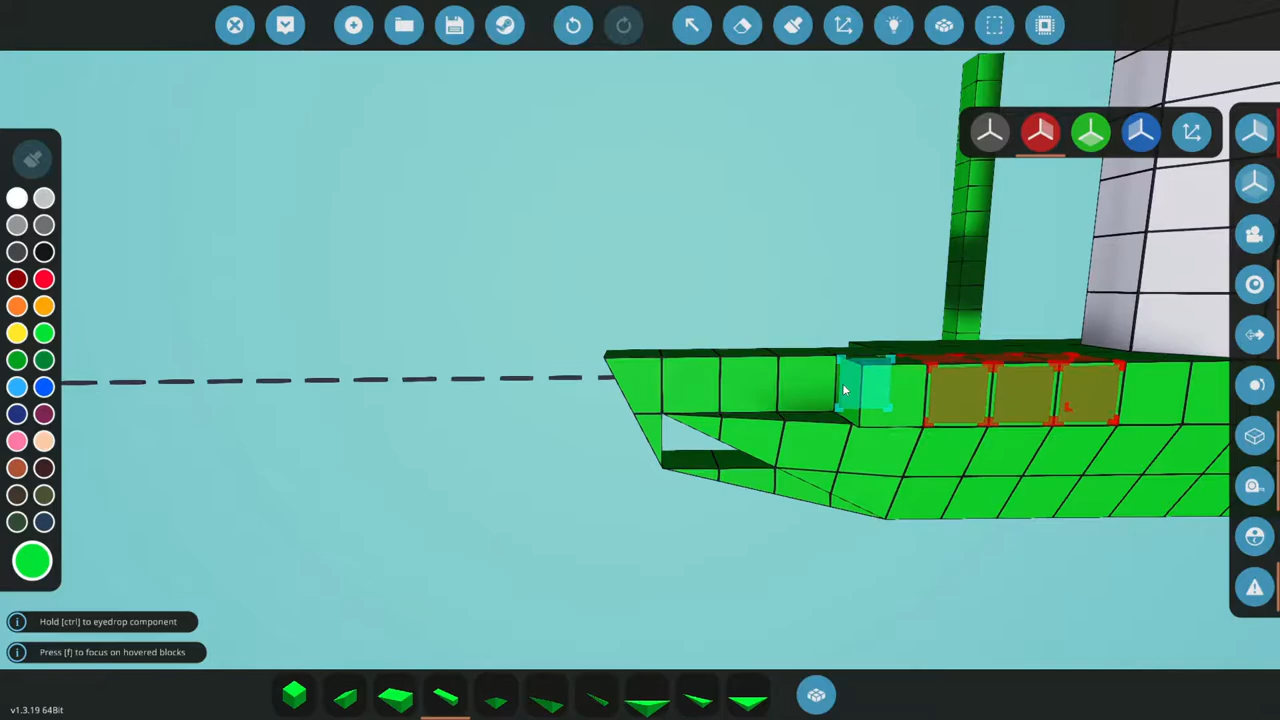 Hold [ctrl] to eyedrop component
Press [f] to focus on hovered blocks
v1.3.19 64Bit